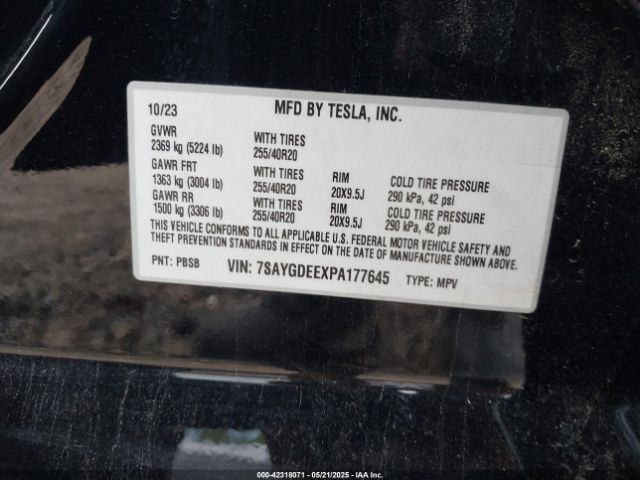 10/23 MFD BY TESLA, INC.
GVWR
2369 kg (5224 lb) WITH TIRES 255/40R20
GAWR FRT
1363 kg (3004 lb) WITH TIRES 255/40R20 RIM 20X9.5J COLD TIRE PRESSURE 290 kPa, 42 psi
GAWR RR
1500 kg (3306 lb) WITH TIRES 255/40R20 RIM 20X9.5J COLD TIRE PRESSURE 290 kPa, 42 psi
THIS VEHICLE CONFORMS TO ALL APPLICABLE U.S. FEDERAL MOTOR VEHICLE SAFETY AND
THEFT PREVENTION STANDARDS IN EFFECT ON THE DATE OF MANUFACTURE SHOWN ABOVE.
PNT: PBSB VIN: 7SAYGDEEXPA177645 TYPE: MPV
000-42318071 - 05/21/2025 - IAA Inc.